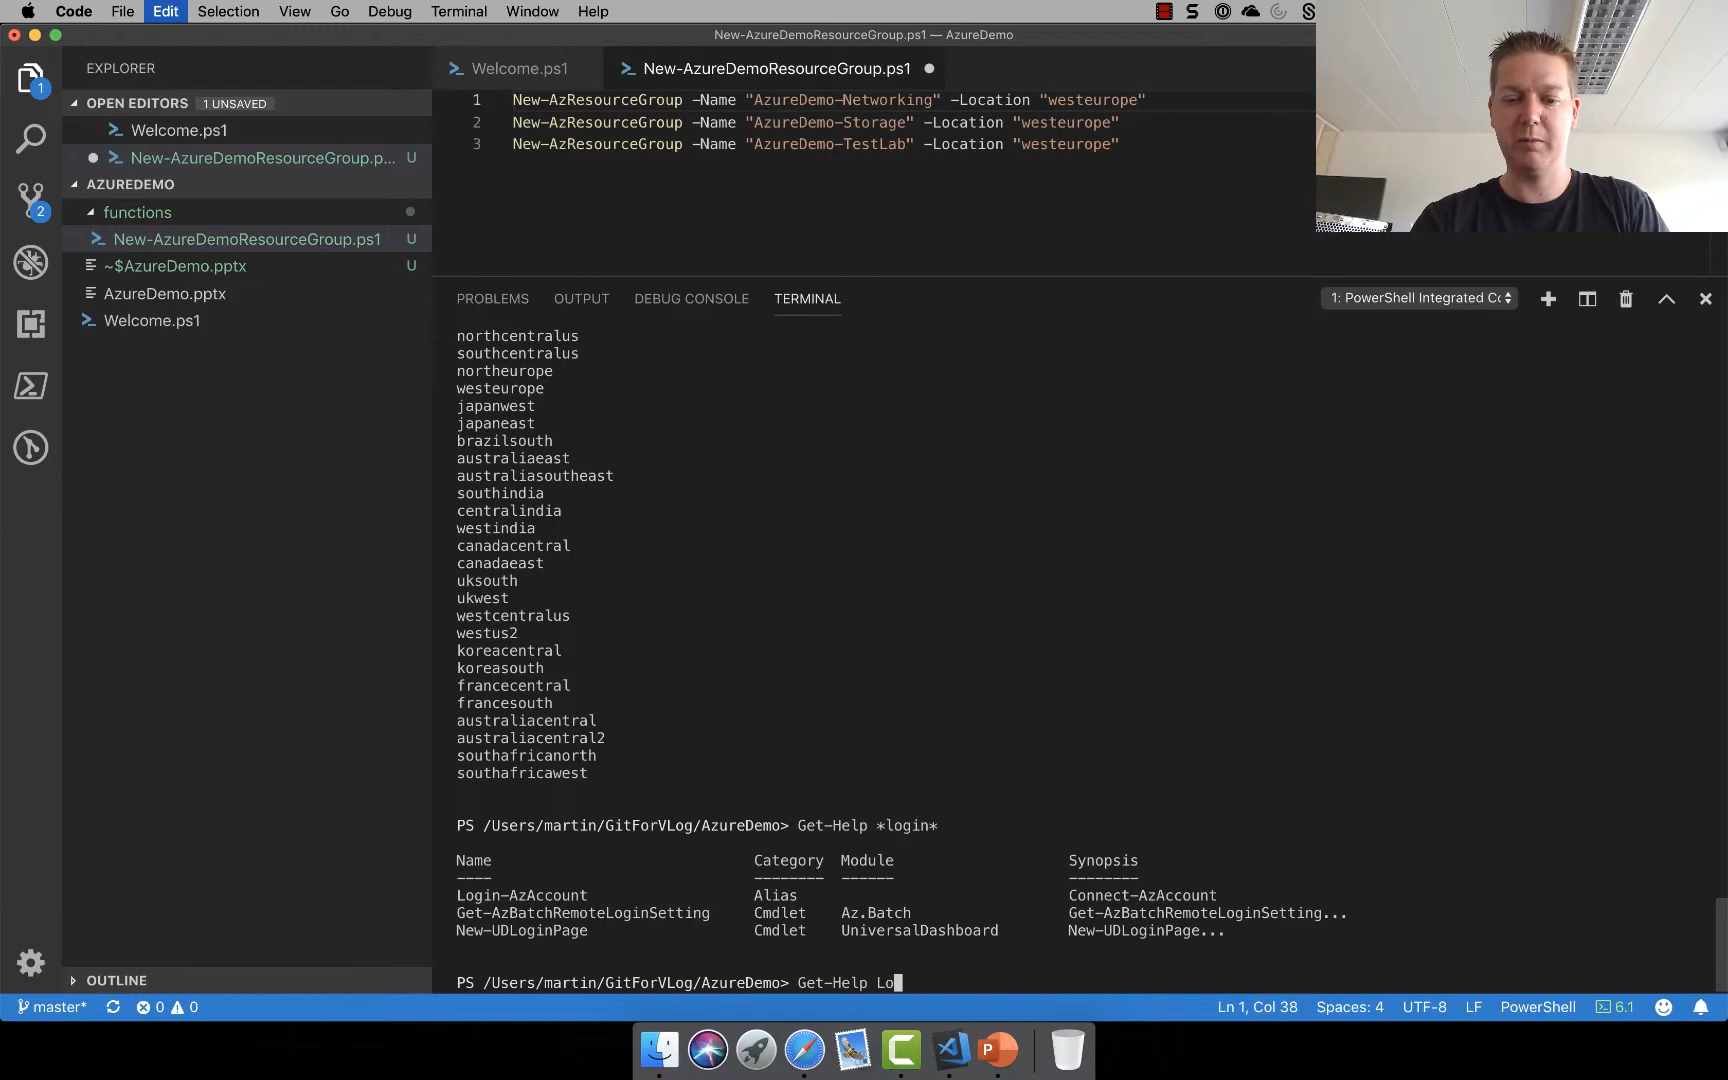 Code File Edit Selection View Go Debug Terminal Window Help
New-AzureDemoResourceGroup.ps1 — AzureDemo
EXPLORER
Welcome.ps1
New-AzureDemoResourceGroup.ps1
OPEN EDITORS 1 UNSAVED
Welcome.ps1
New-AzureDemoResourceGroup.p... U
AZUREDEMO
functions
New-AzureDemoResourceGroup.ps1 U
~$AzureDemo.pptx U
AzureDemo.pptx
Welcome.ps1
OUTLINE
1
2
1 New-AzResourceGroup -Name "AzureDemo-Networking" -Location "westeurope"
2 New-AzResourceGroup -Name "AzureDemo-Storage" -Location "westeurope"
3 New-AzResourceGroup -Name "AzureDemo-TestLab" -Location "westeurope"
PROBLEMS OUTPUT DEBUG CONSOLE TERMINAL
1: PowerShell Integrated Cc
northcentralus
southcentralus
northeurope
westeurope
japanwest
japaneast
brazilsouth
australiaeast
australiasoutheast
southindia
centralindia
westindia
canadacentral
canadaeast
uksouth
ukwest
westcentralus
westus2
koreacentral
koreasouth
francecentral
francesouth
australiacentral
australiacentral2
southafricanorth
southafricawest
PS /Users/martin/GitForVLog/AzureDemo> Get-Help *login*
Name Category Module Synopsis
---- -------- ------ --------
Login-AzAccount Alias Connect-AzAccount
Get-AzBatchRemoteLoginSetting Cmdlet Az.Batch Get-AzBatchRemoteLoginSetting...
New-UDLoginPage Cmdlet UniversalDashboard New-UDLoginPage...
PS /Users/martin/GitForVLog/AzureDemo> Get-Help Lo
master* 0 0 Ln 1, Col 38 Spaces: 4 UTF-8 LF PowerShell 6.1